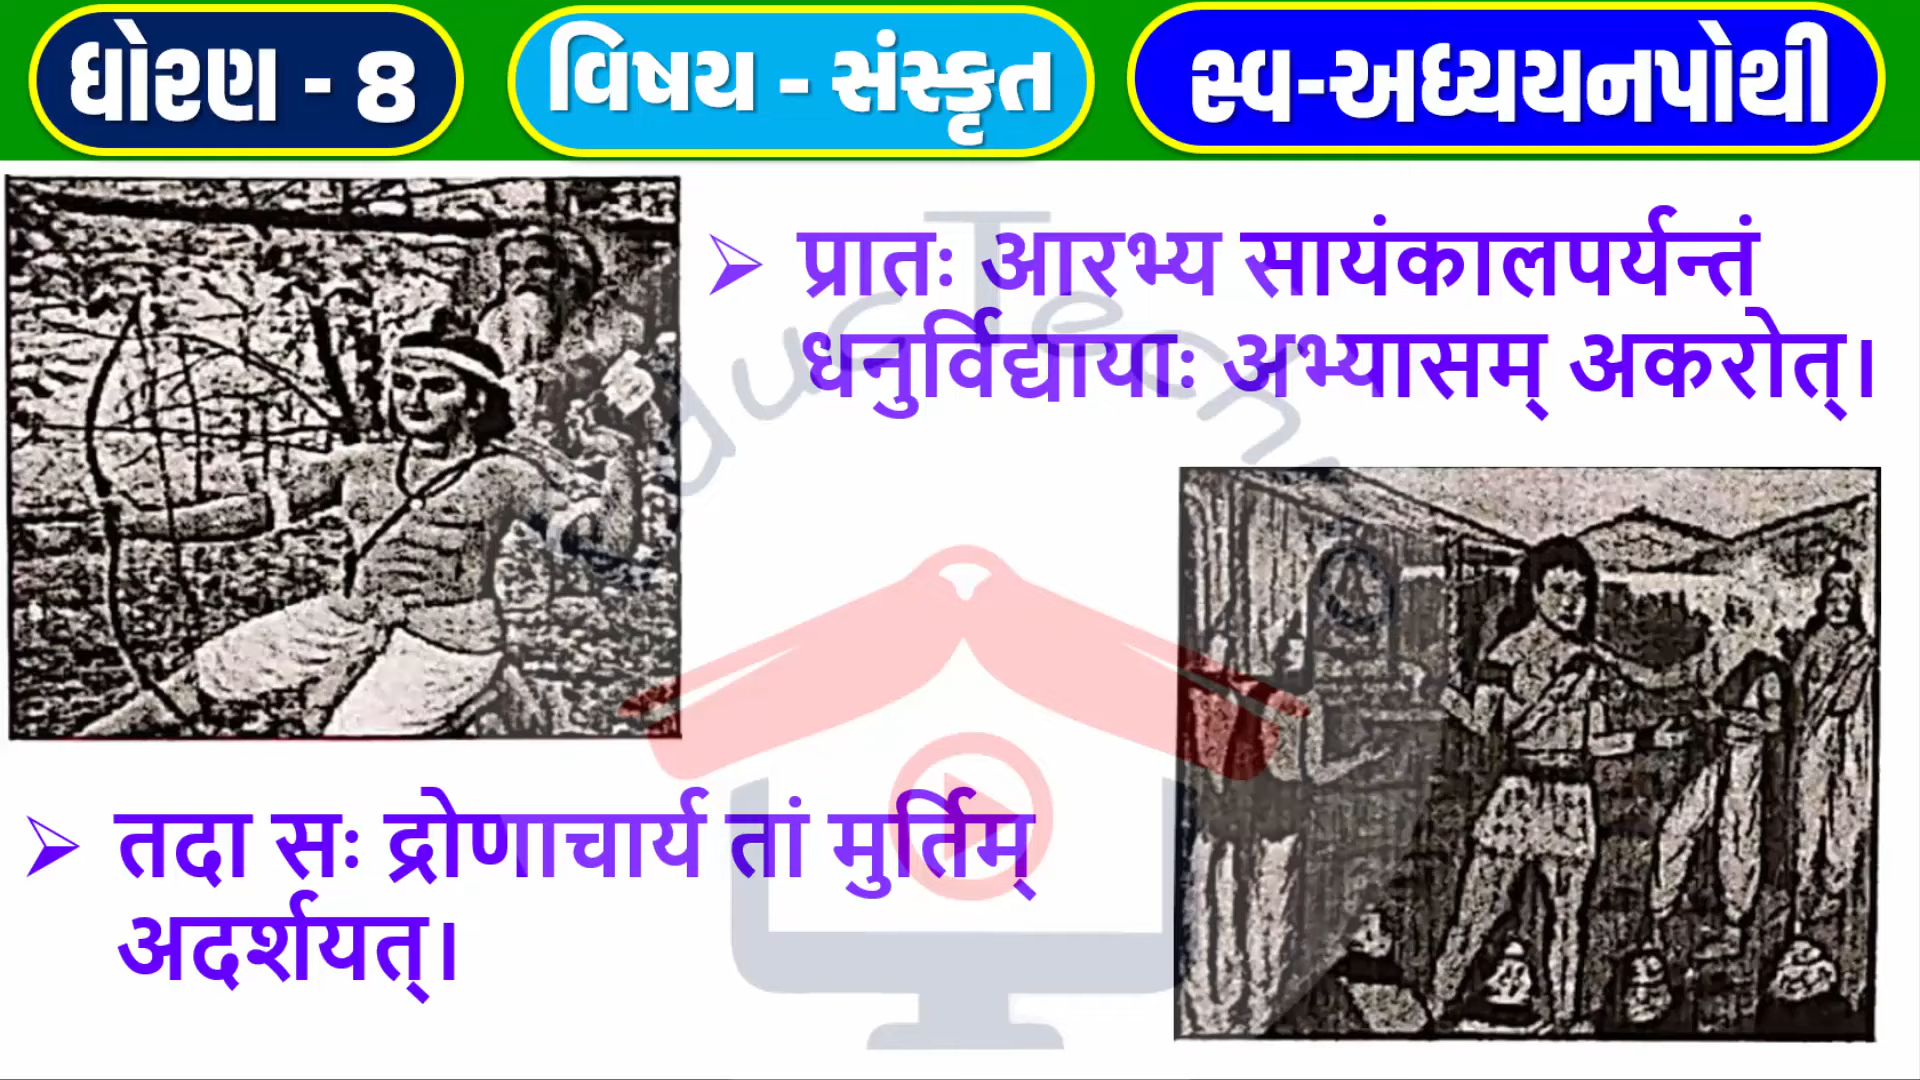 ધોરણ - 8
વિષય - સંસ્કૃત
સ્વ-અધ્યયનપોથી
प्रातः आरभ्य सायंकालपर्यन्तं
धनुर्विद्यायाः अभ्यासम् अकरोत्।
तदा सः द्रोणाचार्य तां मुर्तिम्
अदर्शयत्।